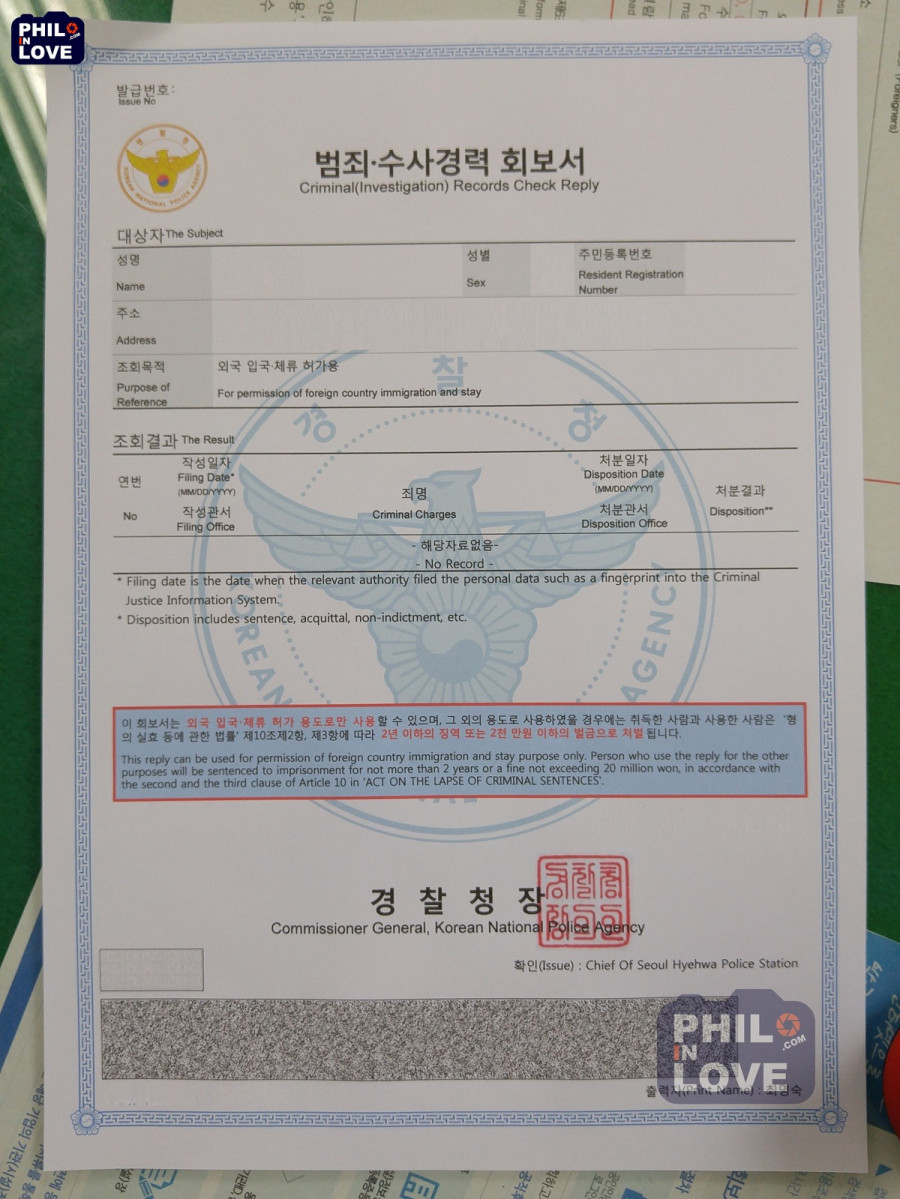 PHIL
IN
LOVE
.COM
발급번호:
Issue No
범죄·수사경력 회보서
Criminal(Investigation) Records Check Reply
대상자 The Subject
성명
Name
성별
Sex
주민등록번호
Resident Registration
Number
주소
Address
조회목적
Purpose of
Reference
외국 입국·체류 허가용
For permission of foreign country immigration and stay
경 찰 청
KOREAN
AGENCY
조회결과 The Result
연번
No
작성일자
Filing Date*
(MM/DD/YYYY)
작성관서
Filing Office
죄명
Criminal Charges
처분일자
Disposition Date
(MM/DD/YYYY)
처분관서
Disposition Office
처분결과
Disposition**
- 해당자료없음-
- No Record -
* Filing date is the date when the relevant authority filed the personal data such as a fingerprint into the Criminal
Justice Information System.
* Disposition includes sentence, acquittal, non-indictment, etc.
이 회보서는 외국 입국·체류 허가 용도로만 사용할 수 있으며, 그 외의 용도로 사용하였을 경우에는 취득한 사람과 사용한 사람은 '형
의 실효 등에 관한 법률' 제10조제2항, 제3항에 따라 2년 이하의 징역 또는 2천 만원 이하의 벌금으로 처벌 됩니다.
This reply can be used for permission of foreign country immigration and stay purpose only. Person who use the reply for the other
purposes will be sentenced to imprisonment for not more than 2 years or a fine not exceeding 20 million won, in accordance with
the second and the third clause of Article 10 in 'ACT ON THE LAPSE OF CRIMINAL SENTENCES'.
경 찰 청 장
Commissioner General, Korean National Police Agency
확인(Issue) : Chief Of Seoul Hyehwa Police Station
PHIL
IN
LOVE
.COM
출력자(Print Name) : 최명숙